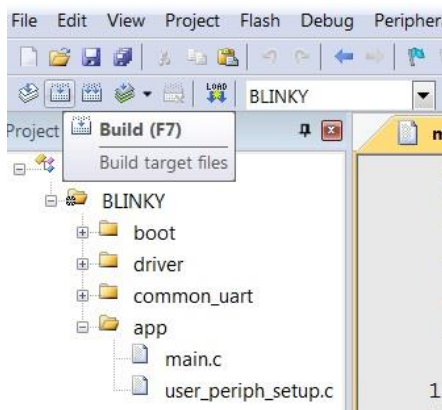 File Edit View Project Flash Debug Peripher
LOAD BLINKY
Project
Build (F7)
Build target files
BLINKY
boot
driver
common_uart
app
main.c
user_periph_setup.c
m
1